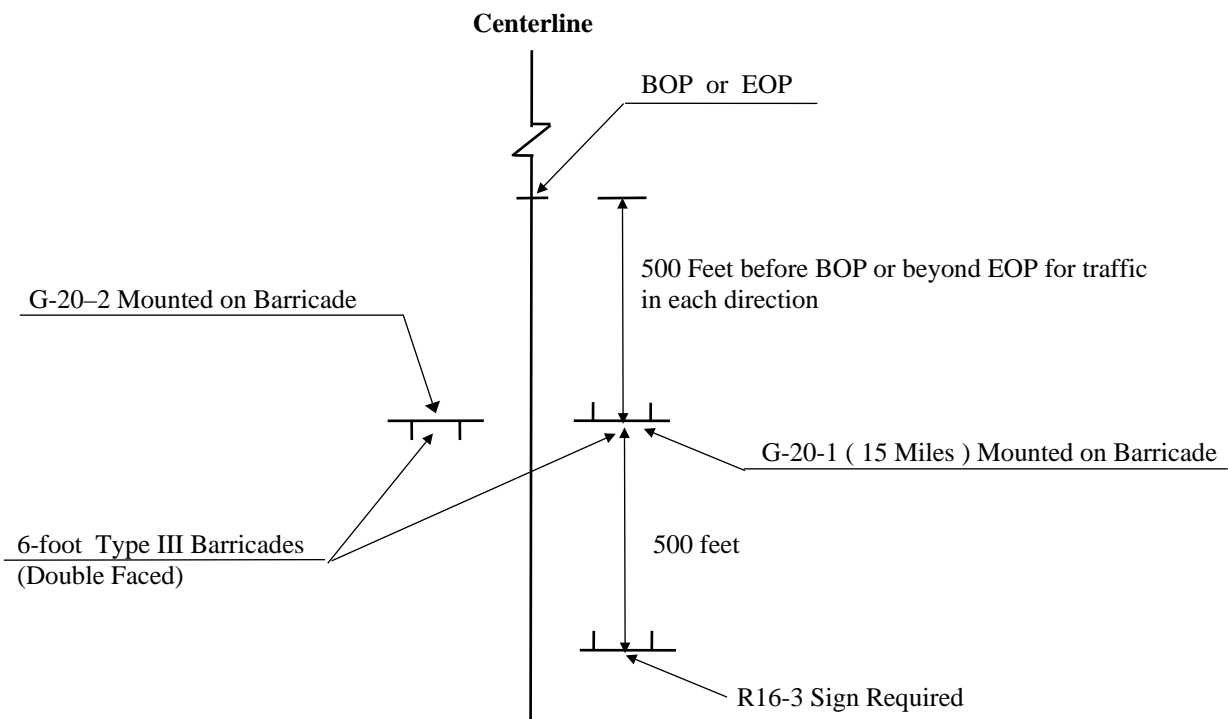 Centerline
BOP or EOP
500 Feet before BOP or beyond EOP for traffic
in each direction
G-20–2 Mounted on Barricade
G-20-1 ( 15 Miles ) Mounted on Barricade
6-foot Type III Barricades
(Double Faced)
500 feet
R16-3 Sign Required